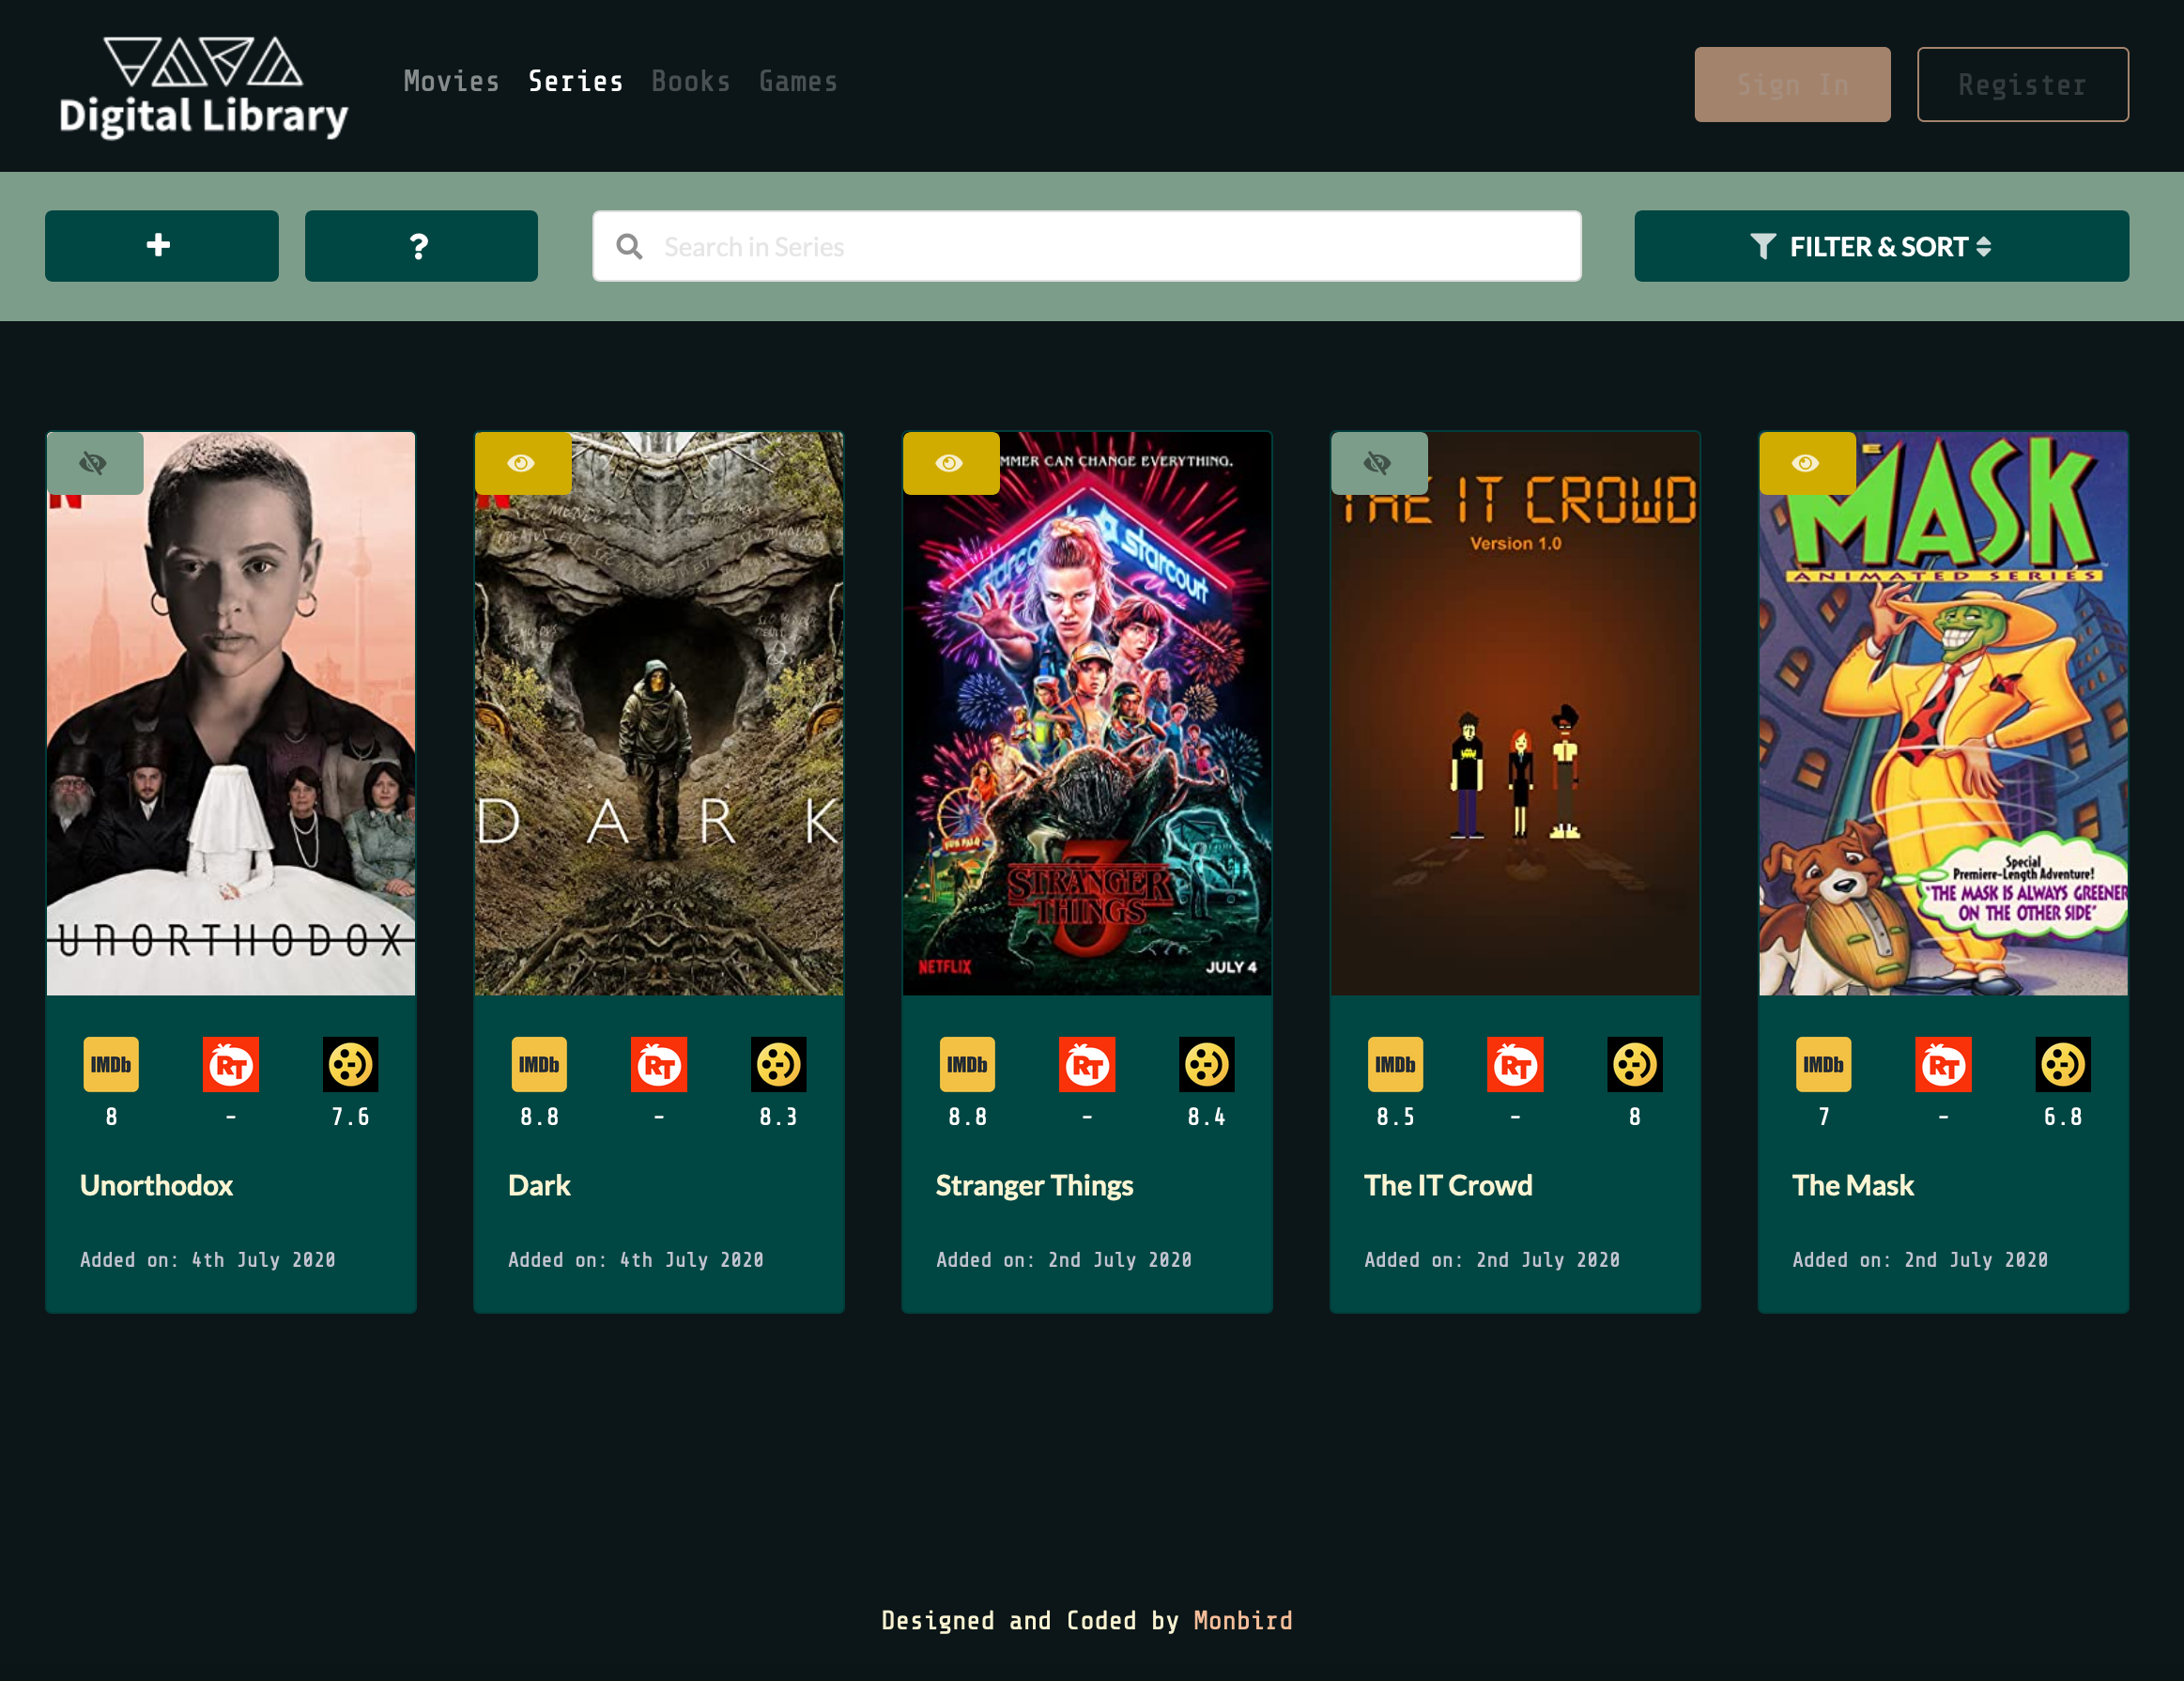 Digital Library
Movies Series Books Games
Sign In Register
+ ?
Search in Series
FILTER & SORT
UNORTHODOX
DARK
MMER CAN CHANGE EVERYTHING.
starcourt
STRANGER
THINGS
3
NETFLIX
JULY 4
THE IT CROWD
Version 1.0
MASK
ANIMATED SERIES
Special
Premiere-Length Adventure!
"THE MASK IS ALWAYS GREENER
ON THE OTHER SIDE"
IMDb RT IMDb RT IMDb RT IMDb RT IMDb RT
8 - 7.6 8.8 - 8.3 8.8 - 8.4 8.5 - 8 7 - 6.8
Unorthodox Dark Stranger Things The IT Crowd The Mask
Added on: 4th July 2020 Added on: 4th July 2020 Added on: 2nd July 2020 Added on: 2nd July 2020 Added on: 2nd July 2020
Designed and Coded by Monbird